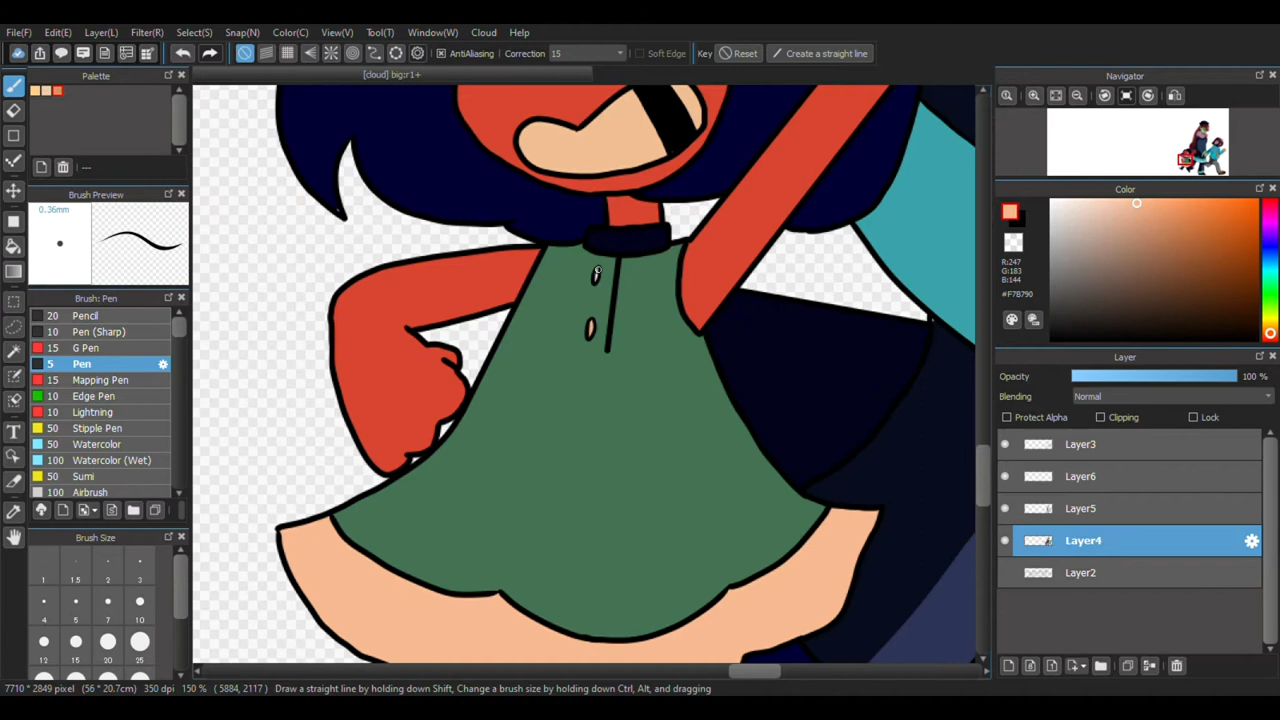 File(F) Edit(E) Layer(L) Filter(R) Select(S) Snap(N) Color(C) View(V) Tool(T) Window(W) Cloud Help
AntiAliasing Correction 15 Soft Edge Key Reset Create a straight line
Palette
[cloud] big:r1+
Navigator
---
Brush Preview
0.36mm
Color
R:247
G:183
B:144
#F7B790
Brush: Pen
20 Pencil
10 Pen (Sharp)
15 G Pen
5 Pen
15 Mapping Pen
10 Edge Pen
10 Lightning
50 Stipple Pen
50 Watercolor
100 Watercolor (Wet)
50 Sumi
100 Airbrush
Layer
Opacity 100 %
Blending Normal
Protect Alpha Clipping Lock
Layer3
Layer6
Layer5
Layer4
Layer2
Brush Size
1 1.5 2 3
4 5 7 10
12 15 20 25
7710 * 2849 pixel (56 * 20.7cm) 350 dpi 150 % ( 5884, 2117 ) Draw a straight line by holding down Shift, Change a brush size by holding down Ctrl, Alt, and dragging